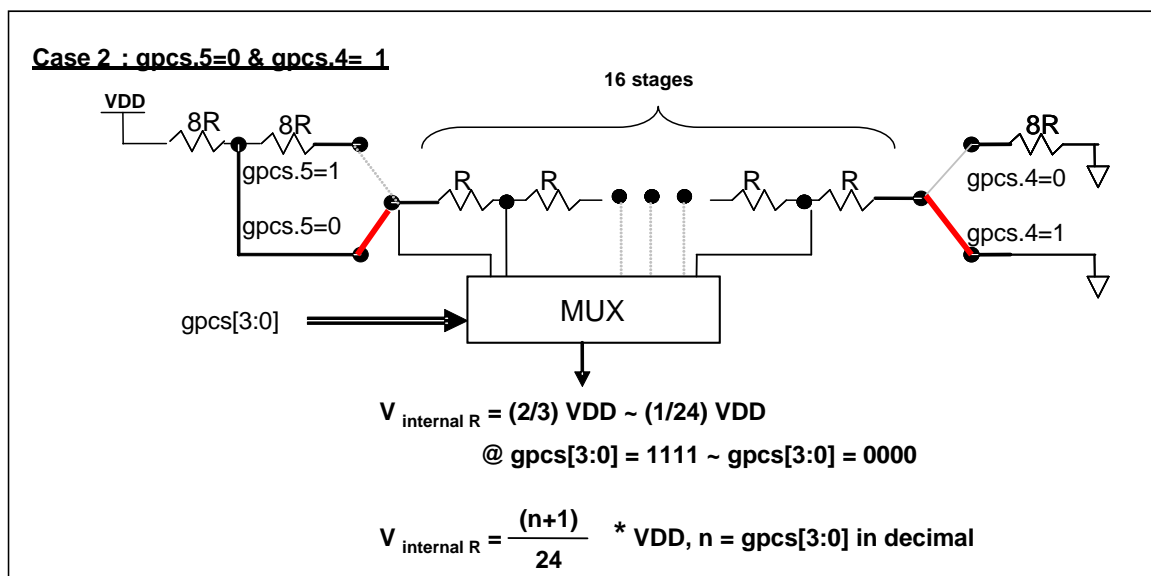 Case 2 : gpcs.5=0 & gpcs.4= 1
16 stages
VDD
8R 8R 8R
gpcs.5=1 R R R R gpcs.4=0
gpcs.5=0 gpcs.4=1
gpcs[3:0] MUX
V internal R = (2/3) VDD ~ (1/24) VDD
@ gpcs[3:0] = 1111 ~ gpcs[3:0] = 0000
(n+1)
V internal R = * VDD, n = gpcs[3:0] in decimal
24